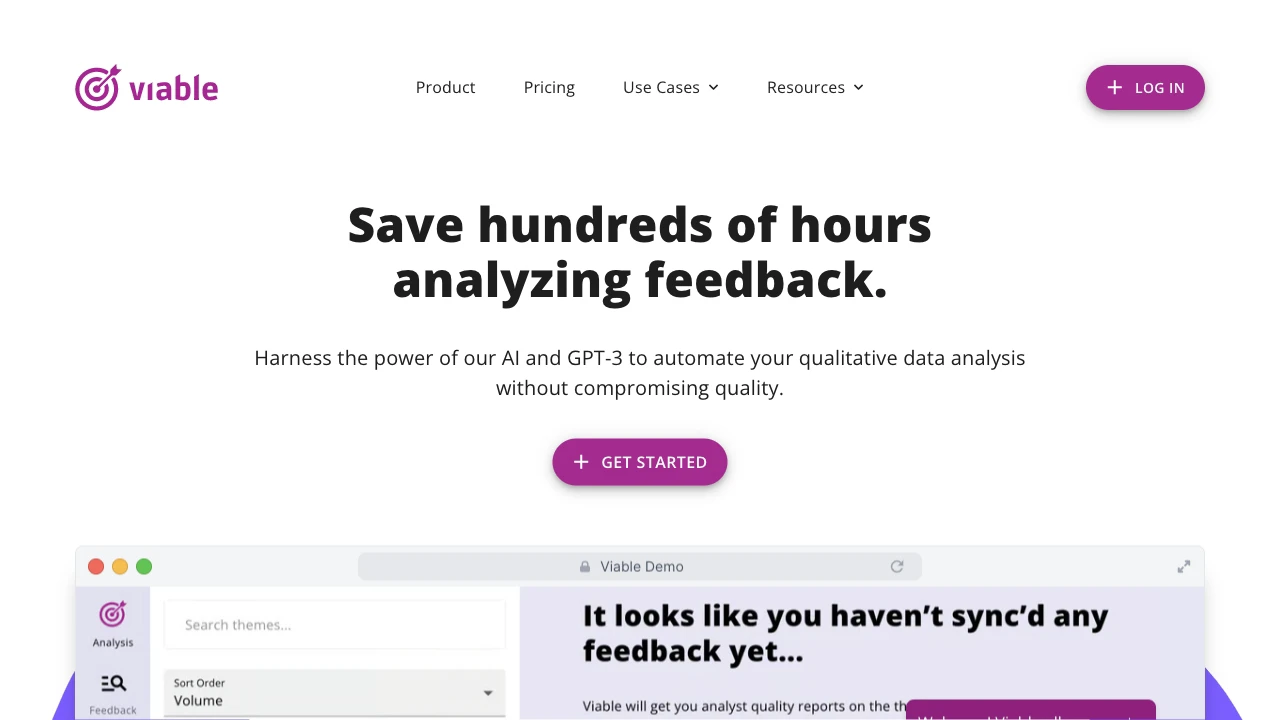 viable
Product
Pricing
Use Cases
Resources
LOG IN
Save hundreds of hours
analyzing feedback.
Harness the power of our AI and GPT-3 to automate your qualitative data analysis
without compromising quality.
GET STARTED
Viable Demo
Analysis
Feedback
Search themes...
Sort Order
Volume
It looks like you haven’t sync’d any
feedback yet...
Viable will get you analyst quality reports on the